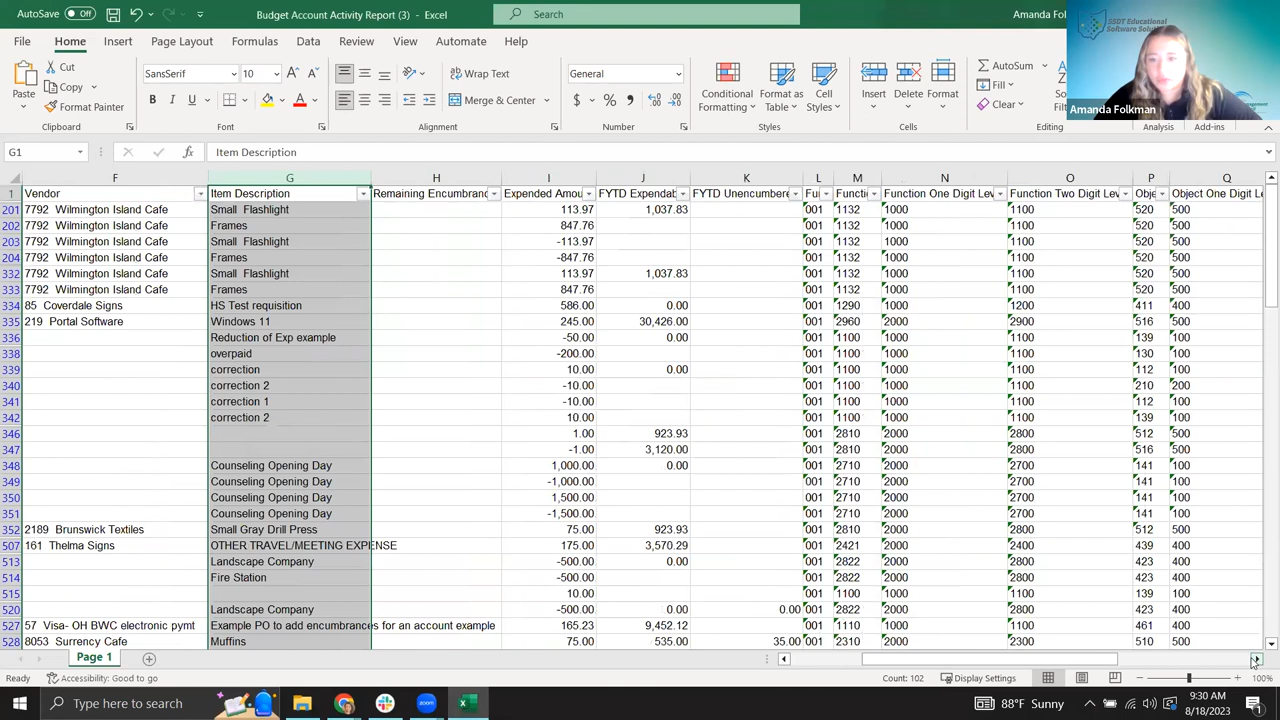 AutoSave Off Budget Account Activity Report (3) - Excel Search Amanda Fol
SSDT Educational
Software Solutions
File Home Insert Page Layout Formulas Data Review View Automate Help
Paste Cut Copy Format Painter Clipboard
SansSerif 10 Font
Wrap Text Merge & Center Alignment
General Number
Conditional Formatting Format as Table Cell Styles Styles
Insert Delete Format Cells
AutoSum Fill Clear So Editing
Analysis Add-ins
Amanda Folkman
G1 fx Item Description
F G H I J K L M N O P Q
1 Vendor Item Description Remaining Encumbranc Expended Amou FYTD Expendab FYTD Unencumbere Fu Functi Function One Digit Lev Function Two Digit Lev Obje Object One Digit Le
201 7792 Wilmington Island Cafe Small Flashlight 113.97 1,037.83 001 1132 1000 1100 520 500
202 7792 Wilmington Island Cafe Frames 847.76 001 1132 1000 1100 520 500
203 7792 Wilmington Island Cafe Small Flashlight -113.97 001 1132 1000 1100 520 500
204 7792 Wilmington Island Cafe Frames -847.76 001 1132 1000 1100 520 500
332 7792 Wilmington Island Cafe Small Flashlight 113.97 1,037.83 001 1132 1000 1100 520 500
333 7792 Wilmington Island Cafe Frames 847.76 001 1132 1000 1100 520 500
334 85 Coverdale Signs HS Test requisition 586.00 0.00 001 1290 1000 1200 411 400
335 219 Portal Software Windows 11 245.00 30,426.00 001 2960 2000 2900 516 500
336 Reduction of Exp example -50.00 0.00 001 1100 1000 1100 139 100
338 overpaid -200.00 001 1100 1000 1100 130 100
339 correction 10.00 0.00 001 1100 1000 1100 112 100
340 correction 2 -10.00 001 1100 1000 1100 210 200
341 correction 1 -10.00 001 1100 1000 1100 112 100
342 correction 2 10.00 001 1100 1000 1100 139 100
346 1.00 923.93 001 2810 2000 2800 512 500
347 -1.00 3,120.00 001 2810 2000 2800 516 500
348 Counseling Opening Day 1,000.00 0.00 001 2710 2000 2700 141 100
349 Counseling Opening Day -1,000.00 001 2710 2000 2700 141 100
350 Counseling Opening Day 1,500.00 001 2710 2000 2700 141 100
351 Counseling Opening Day -1,500.00 001 2710 2000 2700 141 100
352 2189 Brunswick Textiles Small Gray Drill Press 75.00 923.93 001 2810 2000 2800 512 500
507 161 Thelma Signs OTHER TRAVEL/MEETING EXPENSE 175.00 3,570.29 001 2421 2000 2400 439 400
513 Landscape Company -500.00 0.00 001 2822 2000 2800 423 400
514 Fire Station -500.00 001 2822 2000 2800 423 400
515 10.00 001 1100 1000 1100 139 100
520 Landscape Company -500.00 0.00 0.00 001 2822 2000 2800 423 400
527 57 Visa- OH BWC electronic pymt Example PO to add encumbrances for an account example 165.23 9,452.12 001 1110 1000 1100 461 400
528 8053 Surrency Cafe Muffins 75.00 535.00 35.00 001 2310 2000 2300 510 500
Page 1
Ready Accessibility: Good to go Count: 102 Display Settings 100%
Type here to search zoom 88°F Sunny 9:30 AM
8/18/2023